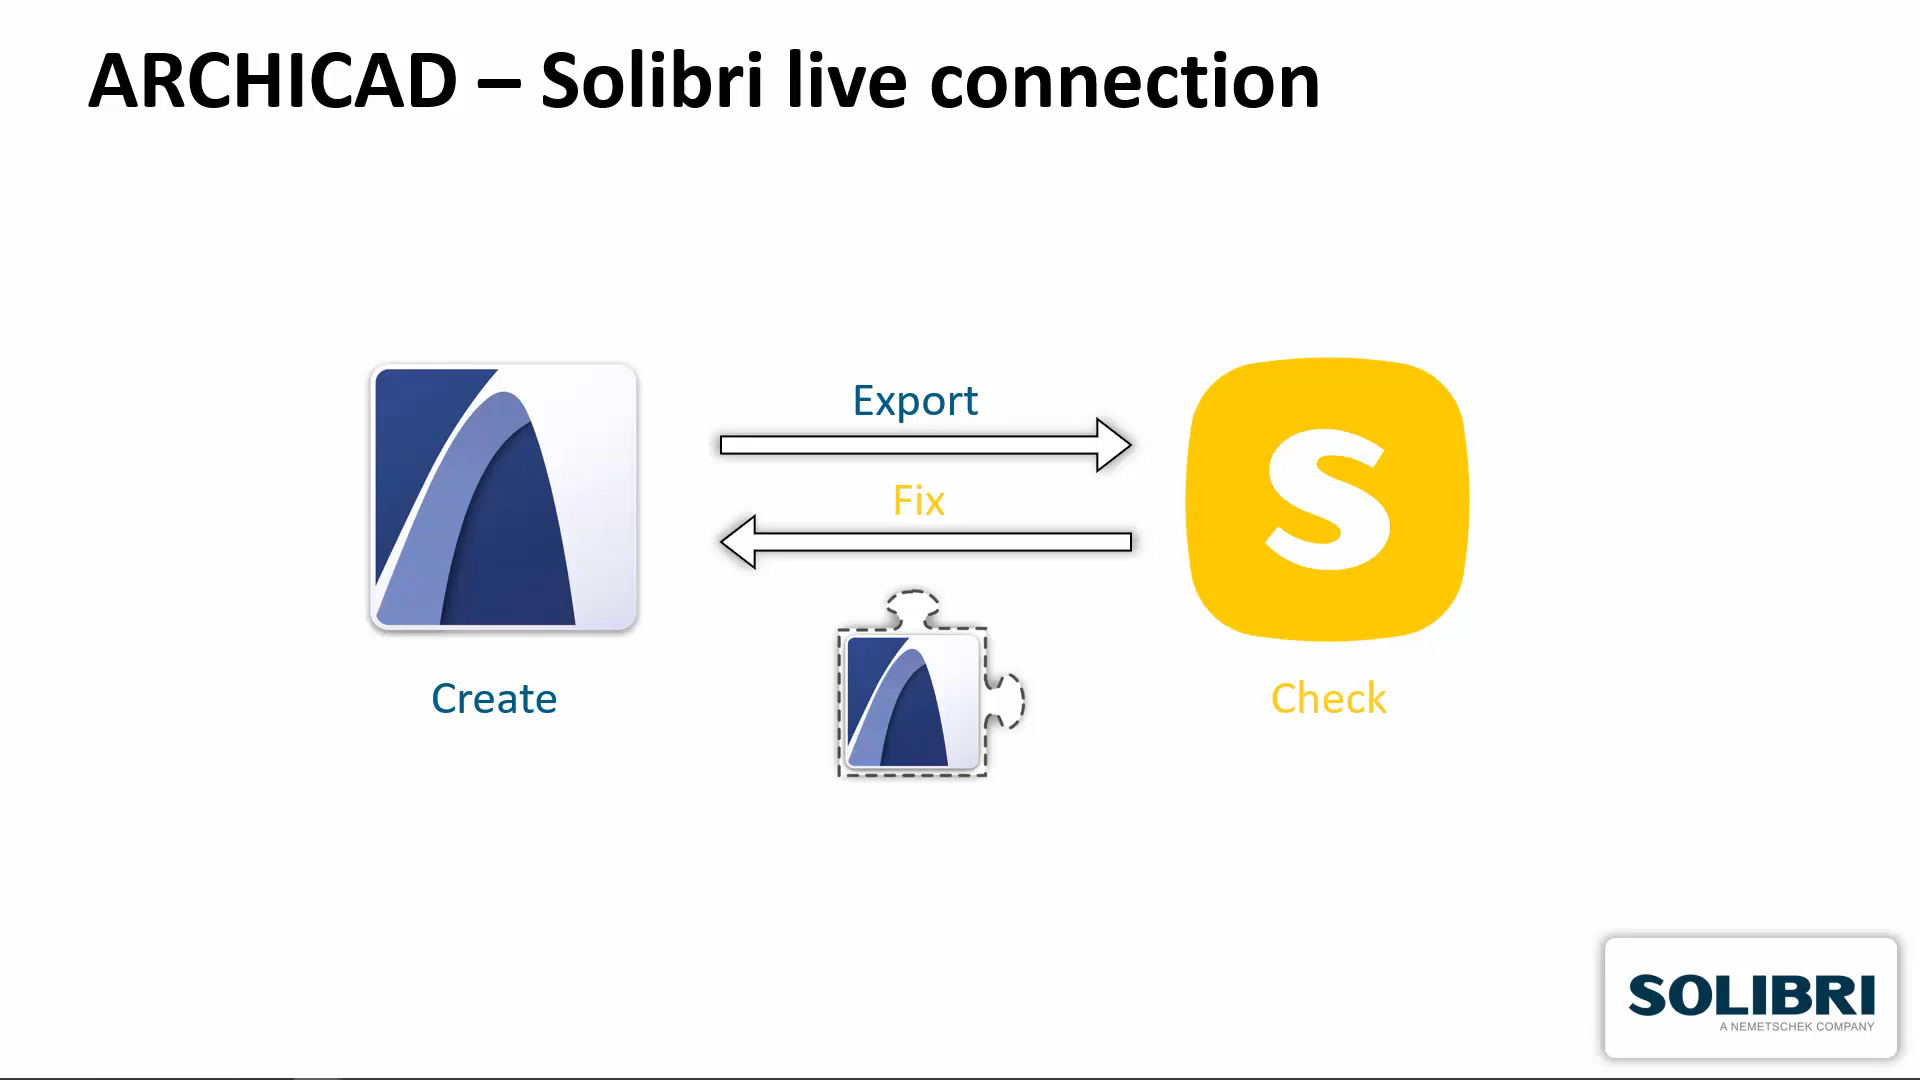 ARCHICAD – Solibri live connection
Export
Fix
S
Create
Check
SOLIBRI
A NEMETSCHEK COMPANY